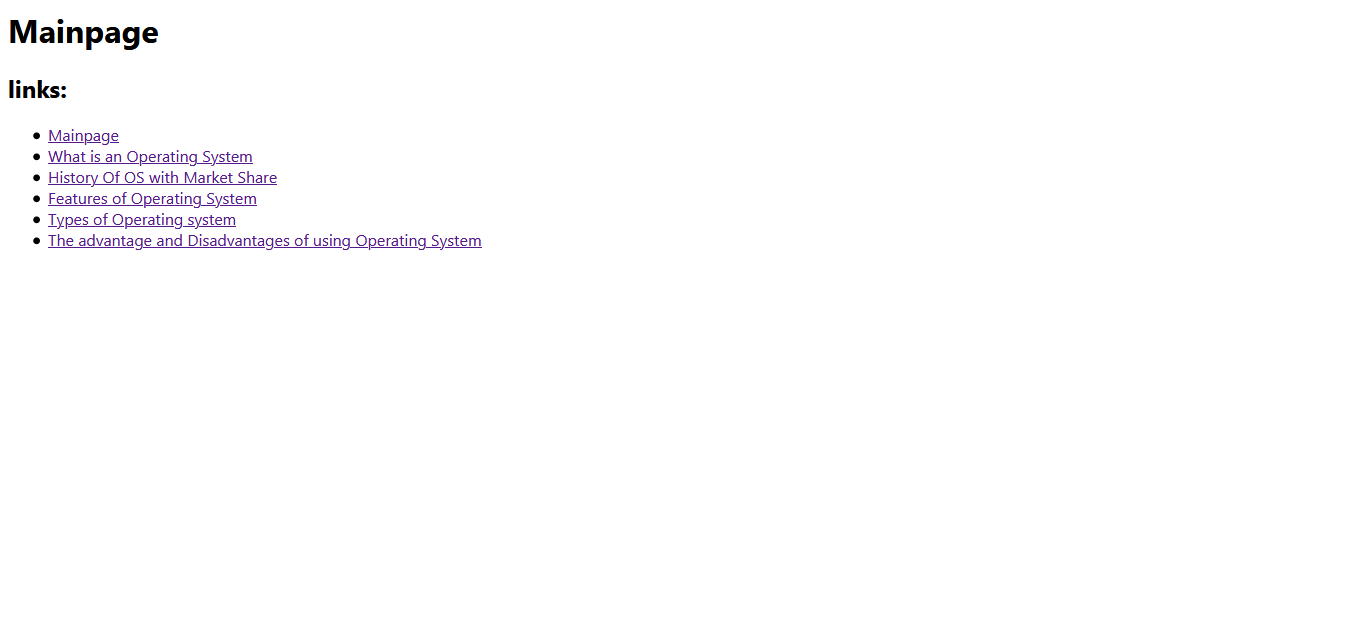 Mainpage
links:
Mainpage
What is an Operating System
History Of OS with Market Share
Features of Operating System
Types of Operating system
The advantage and Disadvantages of using Operating System